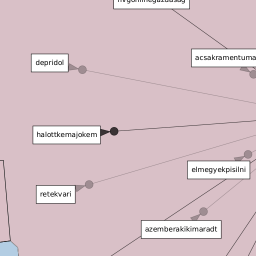 acsakramentuma
depridol
halottkemajokem
elmegyekpisilni
retekvari
azemberakikimaradt